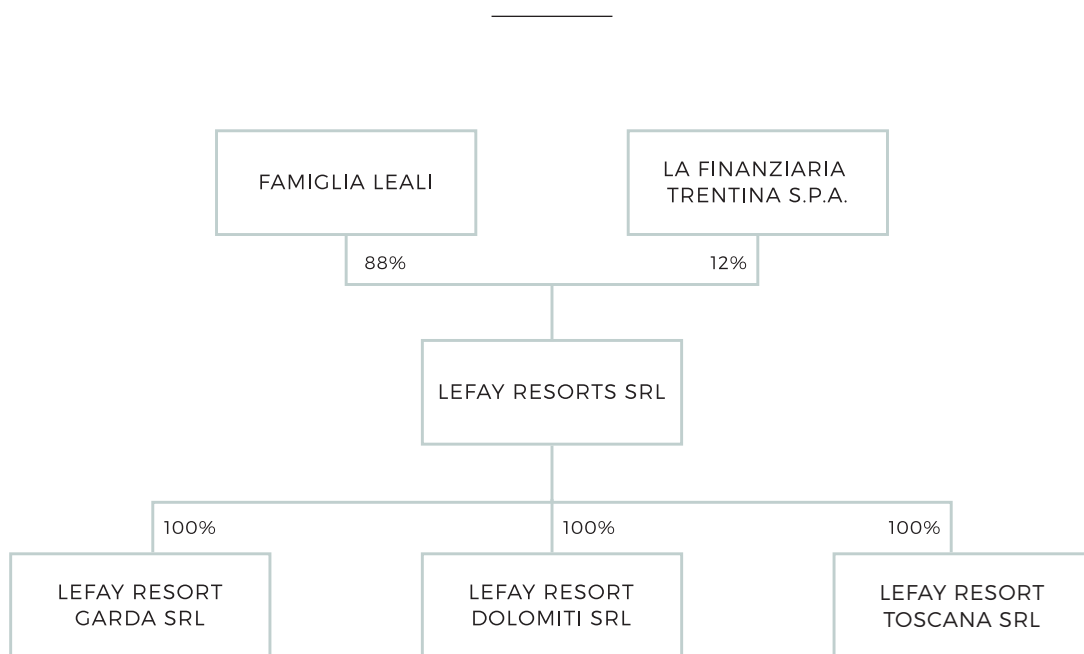 FAMIGLIA LEALI
LA FINANZIARIA
TRENTINA S.P.A.
88%
12%
LEFAY RESORTS SRL
100%
100%
100%
LEFAY RESORT
GARDA SRL
LEFAY RESORT
DOLOMITI SRL
LEFAY RESORT
TOSCANA SRL